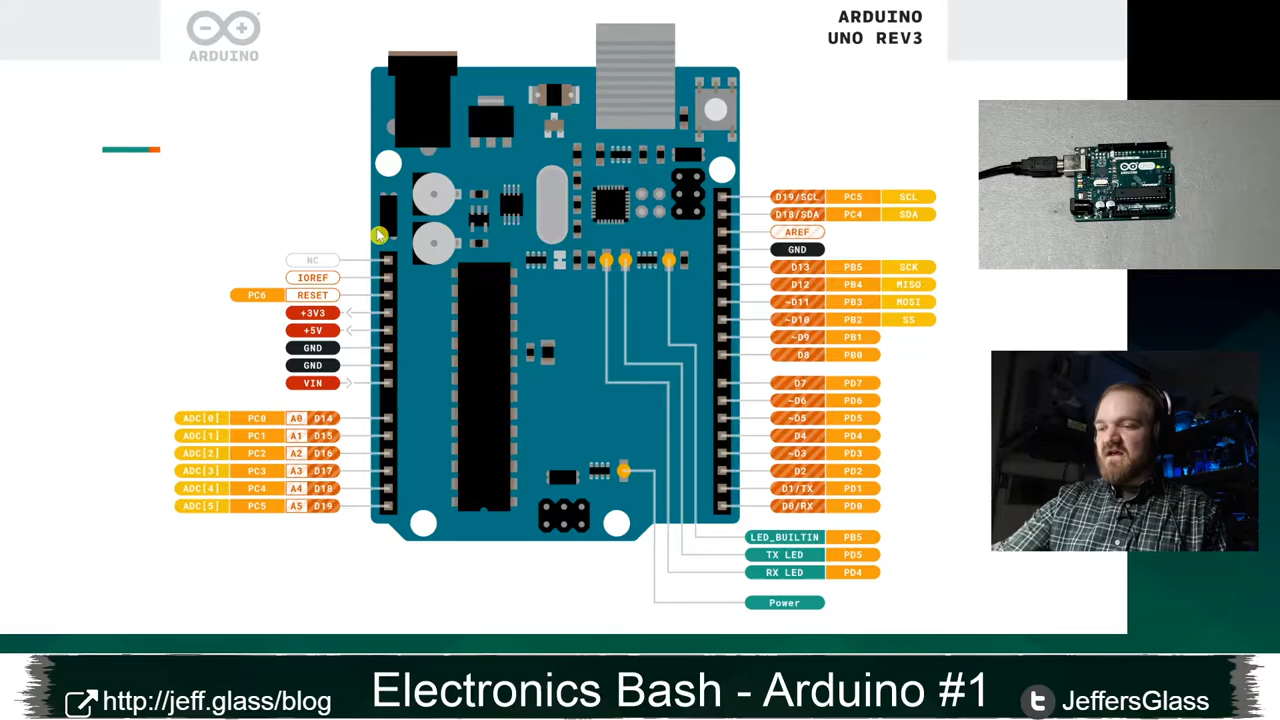 ARDUINO
ARDUINO
UNO REV3
NC
IOREF
PC6 RESET
+3V3
+5V
GND
GND
VIN
ADC[0] PC0 A0 D14
ADC[1] PC1 A1 D15
ADC[2] PC2 A2 D16
ADC[3] PC3 A3 D17
ADC[4] PC4 A4 D18
ADC[5] PC5 A5 D19
D19/SCL PC5 SCL
D18/SDA PC4 SDA
AREF
GND
D13 PB5 SCK
D12 PB4 MISO
~D11 PB3 MOSI
~D10 PB2 SS
~D9 PB1
D8 PB0
D7 PD7
~D6 PD6
~D5 PD5
D4 PD4
~D3 PD3
D2 PD2
D1/TX PD1
D0/RX PD0
LED_BUILTIN PB5
TX LED PD5
RX LED PD4
Power
http://jeff.glass/blog
Electronics Bash - Arduino #1
JeffersGlass